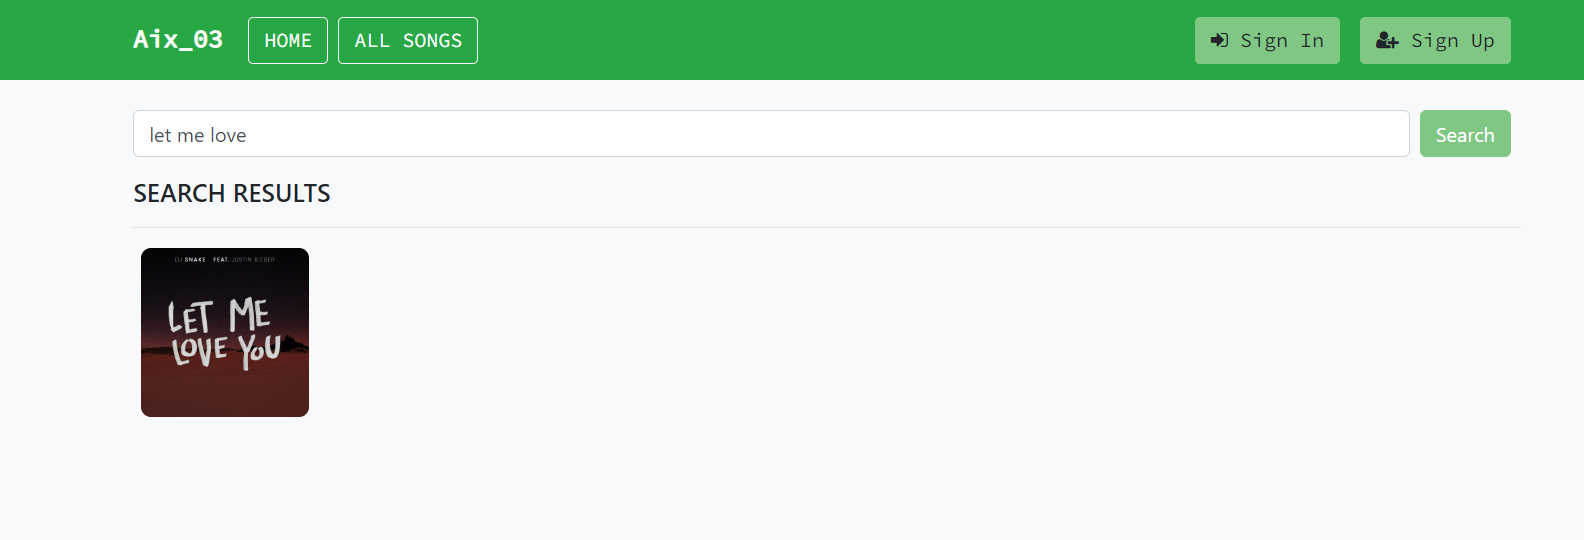 Aix_03 HOME ALL SONGS Sign In Sign Up
let me love Search
SEARCH RESULTS
DJ SNAKE FEAT. JUSTIN BIEBER
LET ME
LOVE YOU